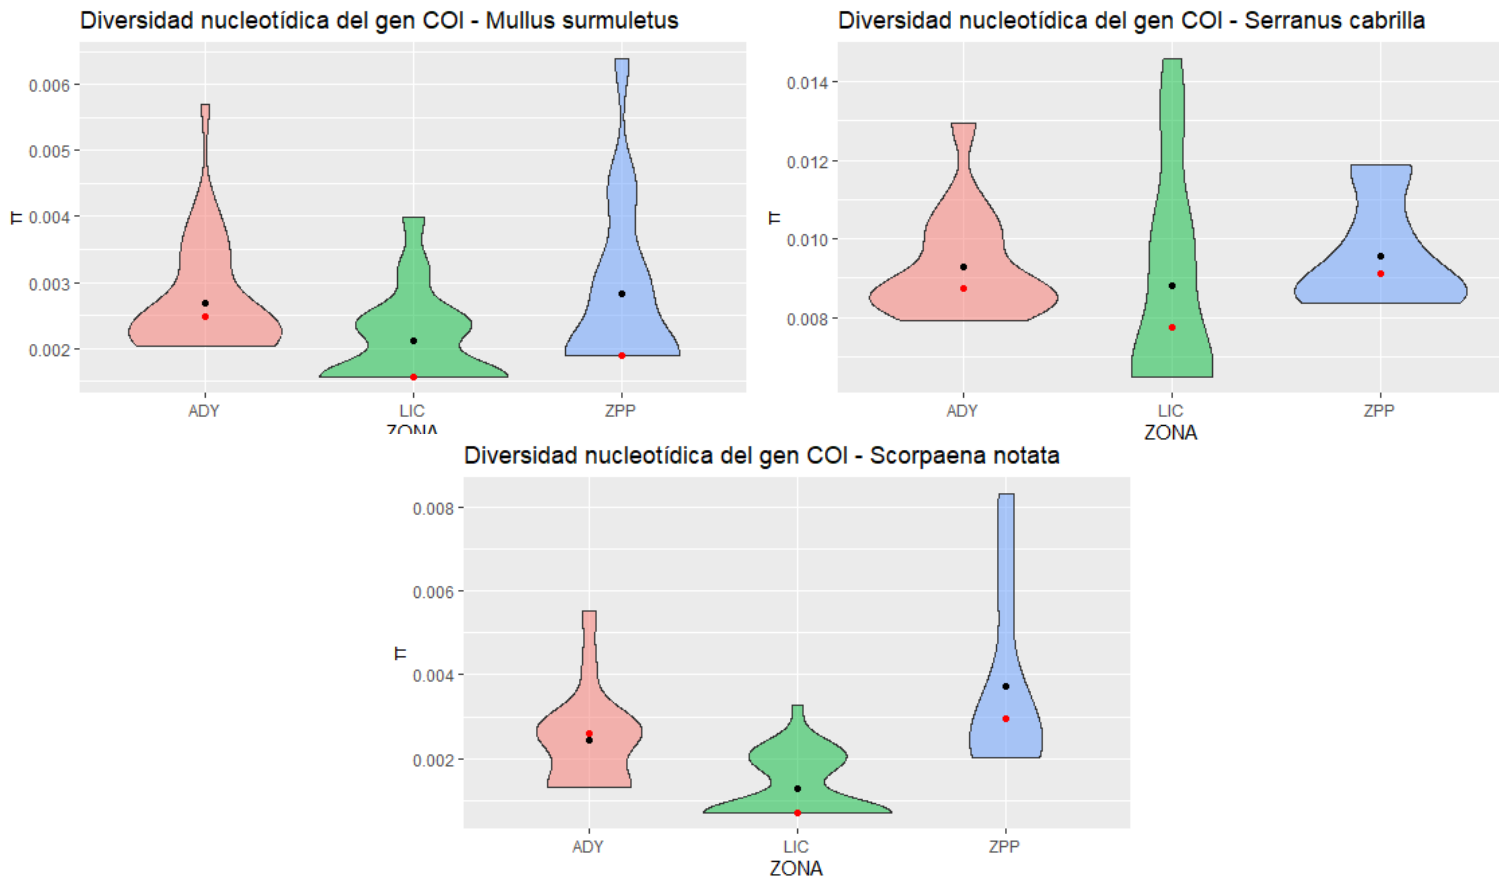 Diversidad nucleotídica del gen COI - Mullus surmuletus
0.006
0.005
0.004
0.003
0.002
π
ADY LIC ZPP
ZONA
Diversidad nucleotídica del gen COI - Serranus cabrilla
0.014
0.012
0.010
0.008
π
ADY LIC ZPP
ZONA
Diversidad nucleotídica del gen COI - Scorpaena notata
0.008
0.006
0.004
0.002
π
ADY LIC ZPP
ZONA